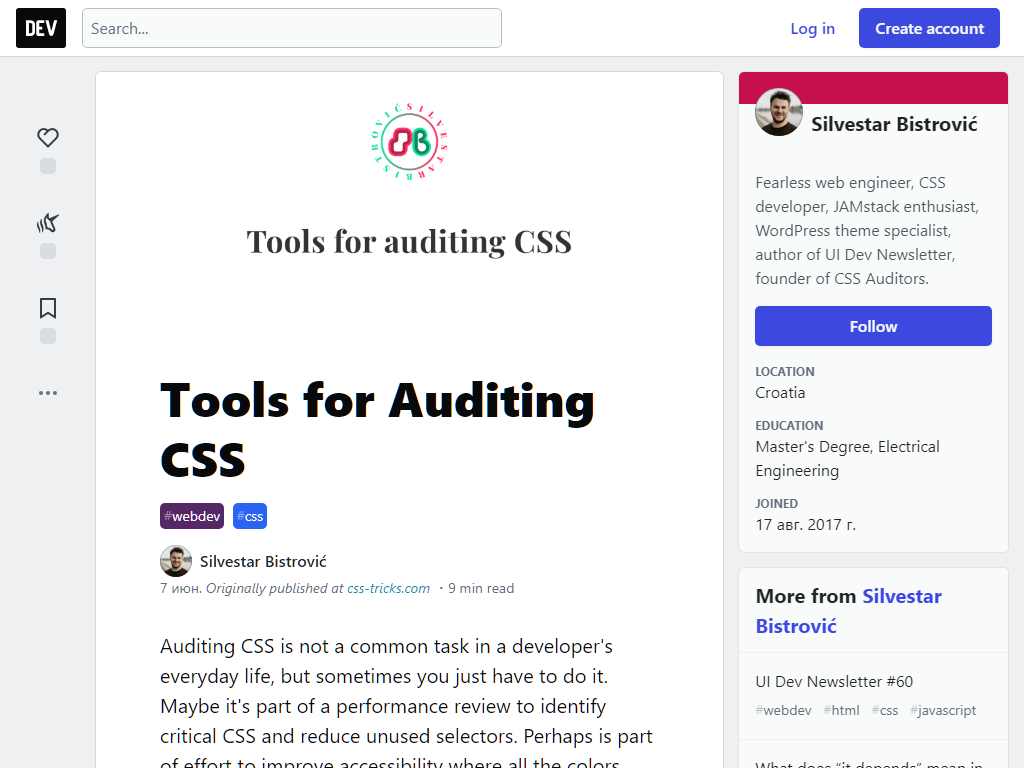 DEV
Search...
Log in
Create account
SILVESTAR BISTROVIĆ
Tools for auditing CSS
Tools for Auditing
CSS
#webdev #css
Silvestar Bistrović
7 июн. Originally published at css-tricks.com ・9 min read
Auditing CSS is not a common task in a developer's
everyday life, but sometimes you just have to do it.
Maybe it's part of a performance review to identify
critical CSS and reduce unused selectors. Perhaps is part
of effort to improve accessibility where all the colors
Silvestar Bistrović
Fearless web engineer, CSS
developer, JAMstack enthusiast,
WordPress theme specialist,
author of UI Dev Newsletter,
founder of CSS Auditors.
Follow
LOCATION
Croatia
EDUCATION
Master's Degree, Electrical
Engineering
JOINED
17 авг. 2017 г.
More from Silvestar
Bistrović
UI Dev Newsletter #60
#webdev #html #css #javascript
What does “it depends” mean in